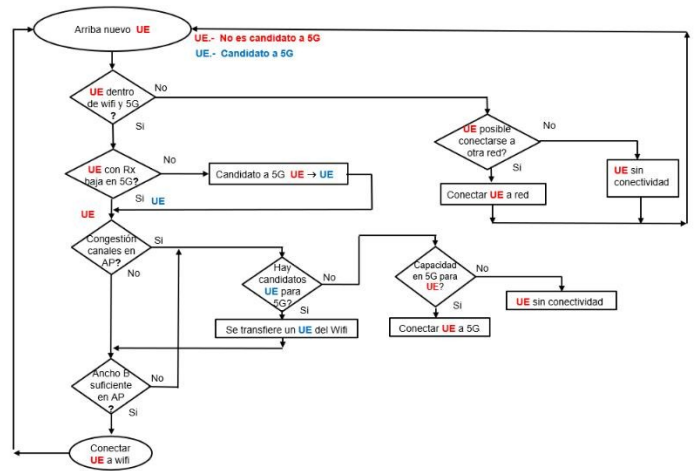 Arriba nuevo UE
UE.- No es candidato a 5G
UE.- Candidato a 5G
UE dentro
de wifi y 5G
?
No
Si
UE posible
conectarse a
otra red?
No
Si
UE sin
conectividad
Conectar UE a red
UE con Rx
baja en 5G?
No
Candidato a 5G UE → UE
Si
UE
UE
Congestión
canales en
AP?
Si
No
Hay
candidatos
UE para
5G?
No
Si
Capacidad
en 5G para
UE?
No
Si
UE sin conectividad
Se transfiere un UE del Wifi
Conectar UE a 5G
Ancho B
suficiente
en AP
?
No
Si
Conectar
UE a wifi